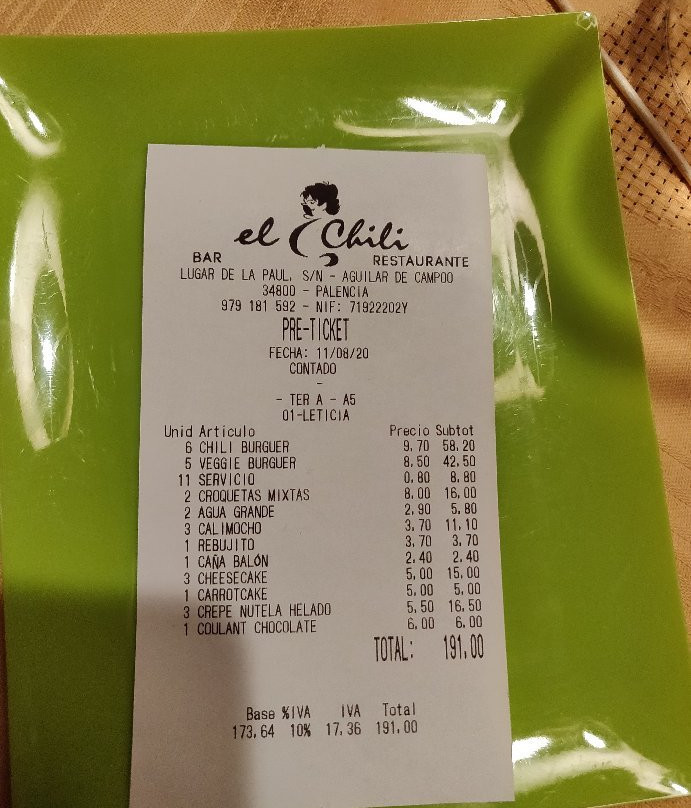 el Chili
BAR RESTAURANTE
LUGAR DE LA PAUL, S/N - AGUILAR DE CAMPOO
34800 - PALENCIA
979 181 592 - NIF: 71922202Y
PRE-TICKET
FECHA: 11/08/20
CONTADO
-
- TER A - A5
01-LETICIA
Unid Articulo Precio Subtot
6 CHILI BURGUER 9,70 58,20
5 VEGGIE BURGUER 8,50 42,50
11 SERVICIO 0,80 8,80
2 CROQUETAS MIXTAS 8,00 16,00
2 AGUA GRANDE 2,90 5,80
3 CALIMOCHO 3,70 11,10
1 REBUJITO 3,70 3,70
1 CAÑA BALÓN 2,40 2,40
3 CHEESECAKE 5,00 15,00
1 CARROTCAKE 5,00 5,00
3 CREPE NUTELA HELADO 5,50 16,50
1 COULANT CHOCOLATE 6,00 6,00
TOTAL: 191,00
Base %IVA IVA Total
173,64 10% 17,36 191,00